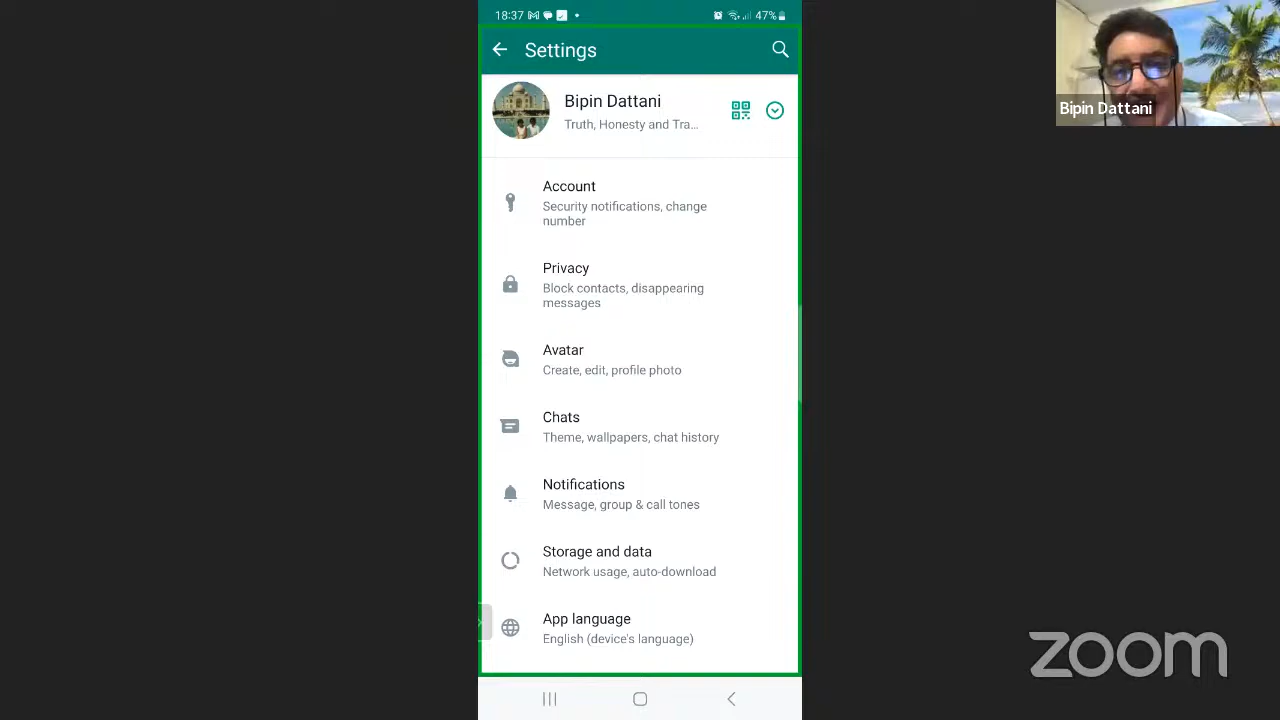 18:37
47%
Settings
Bipin Dattani
Truth, Honesty and Tra...
Account
Security notifications, change
number
Privacy
Block contacts, disappearing
messages
Avatar
Create, edit, profile photo
Chats
Theme, wallpapers, chat history
Notifications
Message, group & call tones
Storage and data
Network usage, auto-download
App language
English (device's language)
Bipin Dattani
zoom